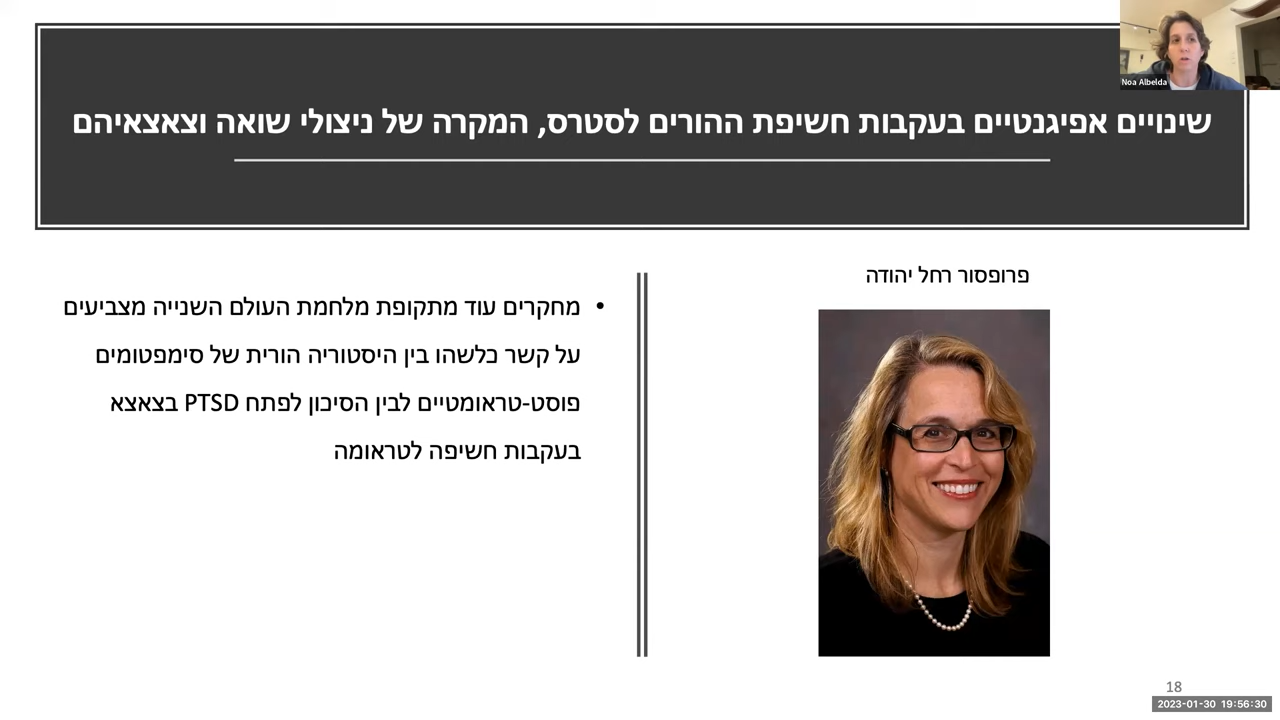 Noa Albelda
שינויים אפיגנטיים בעקבות חשיפת ההורים לסטרס, המקרה של ניצולי שואה וצאצאיהם
פרופסור רחל יהודה
• מחקרים עוד מתקופת מלחמת העולם השנייה מצביעים
על קשר כלשהו בין היסטוריה הורית של סימפטומים
פוסט-טראומטיים לבין הסיכון לפתח PTSD בצאצא
בעקבות חשיפה לטראומה
18
2023-01-30 19:56:30